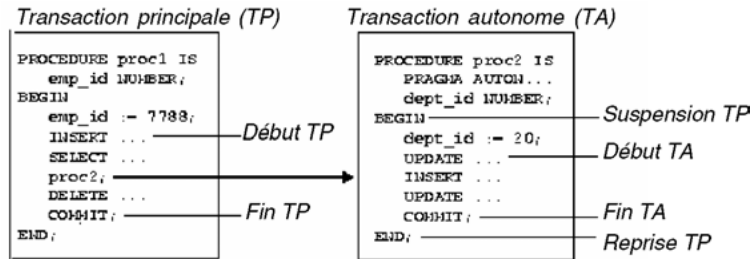 Transaction principale (TP)
PROCEDURE proc1 IS
emp_id NUMBER;
BEGIN
emp_id := 7788;
INSERT ...
SELECT ...
proc2;
DELETE ...
COMMIT;
END;
Début TP
Fin TP
Transaction autonome (TA)
PROCEDURE proc2 IS
PRAGMA AUTON...
dept_id NUMBER;
BEGIN
dept_id := 20;
UPDATE ...
INSERT ...
UPDATE ...
COMMIT;
END;
Suspension TP
Début TA
Fin TA
Reprise TP